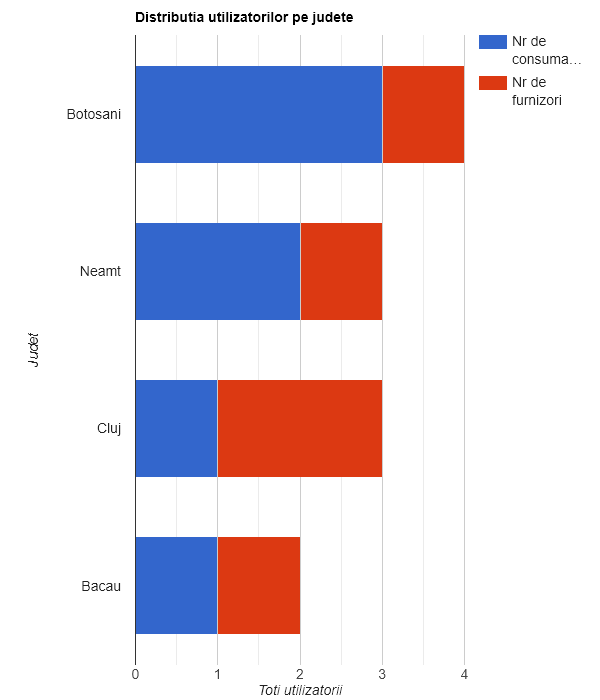 Distributia utilizatorilor pe judete
Nr de
consuma…
Nr de
furnizori
Botosani
Neamt
Judet
Cluj
Bacau
0 1 2 3 4
Toti utilizatorii